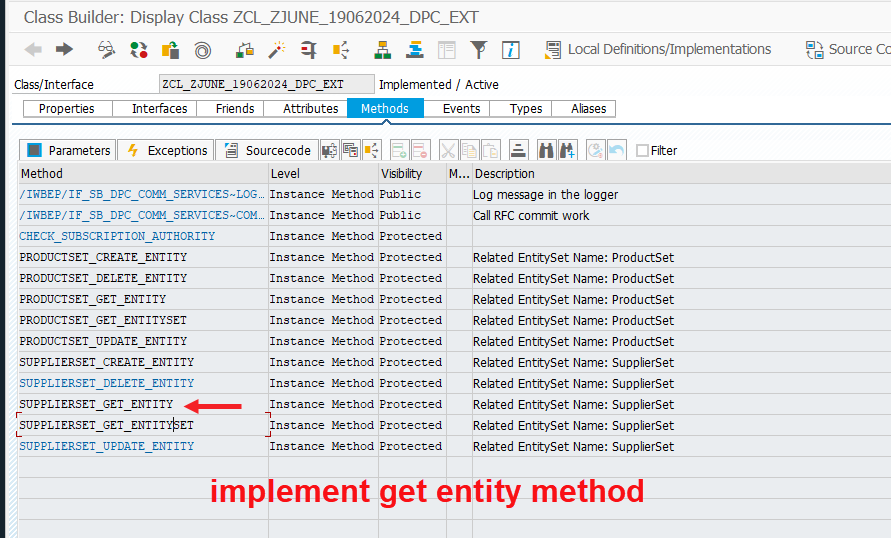 Class Builder: Display Class ZCL_ZJUNE_19062024_DPC_EXT
Local Definitions/Implementations Source Co
Class/Interface ZCL_ZJUNE_19062024_DPC_EXT Implemented / Active
Properties Interfaces Friends Attributes Methods Events Types Aliases
Parameters Exceptions Sourcecode Filter
Method Level Visibility M... Description
/IWBEP/IF_SB_DPC_COMM_SERVICES~LOG... Instance Method Public Log message in the logger
/IWBEP/IF_SB_DPC_COMM_SERVICES~COM... Instance Method Public Call RFC commit work
CHECK_SUBSCRIPTION_AUTHORITY Instance Method Protected
PRODUCTSET_CREATE_ENTITY Instance Method Protected Related EntitySet Name: ProductSet
PRODUCTSET_DELETE_ENTITY Instance Method Protected Related EntitySet Name: ProductSet
PRODUCTSET_GET_ENTITY Instance Method Protected Related EntitySet Name: ProductSet
PRODUCTSET_GET_ENTITYSET Instance Method Protected Related EntitySet Name: ProductSet
PRODUCTSET_UPDATE_ENTITY Instance Method Protected Related EntitySet Name: ProductSet
SUPPLIERSET_CREATE_ENTITY Instance Method Protected Related EntitySet Name: SupplierSet
SUPPLIERSET_DELETE_ENTITY Instance Method Protected Related EntitySet Name: SupplierSet
SUPPLIERSET_GET_ENTITY Instance Method Protected Related EntitySet Name: SupplierSet
SUPPLIERSET_GET_ENTITYSET Instance Method Protected Related EntitySet Name: SupplierSet
SUPPLIERSET_UPDATE_ENTITY Instance Method Protected Related EntitySet Name: SupplierSet
implement get entity method